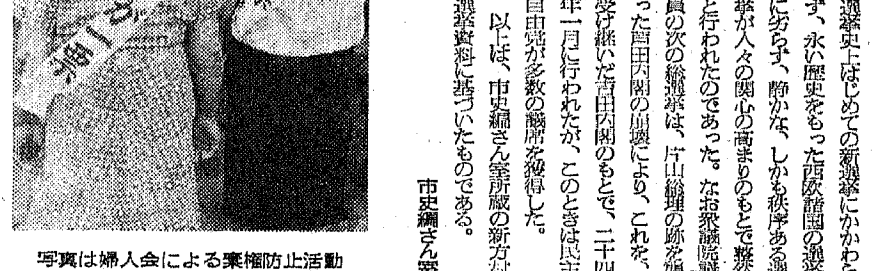 選挙史上はじめての新選挙にかかわら
ず、永い歴史をもった西欧諸国の選挙
に劣らず、静かな、しかも秩序ある選
挙が人々の関心の高まりのもとで整然
と行われたのであった。なお衆議院議
員の次の総選挙は、片山総理の跡を
った芦田内閣の崩壊により、これを、
受け継いだ吉田内閣のもとで、二十四
年一月に行われたが、このときは民主
自由党が多数の議席を獲得した。
以上は、市史編さん室所蔵の新方
選挙資料に基づいたものである。
市史編さん室
写真は婦人会による棄権防止活動